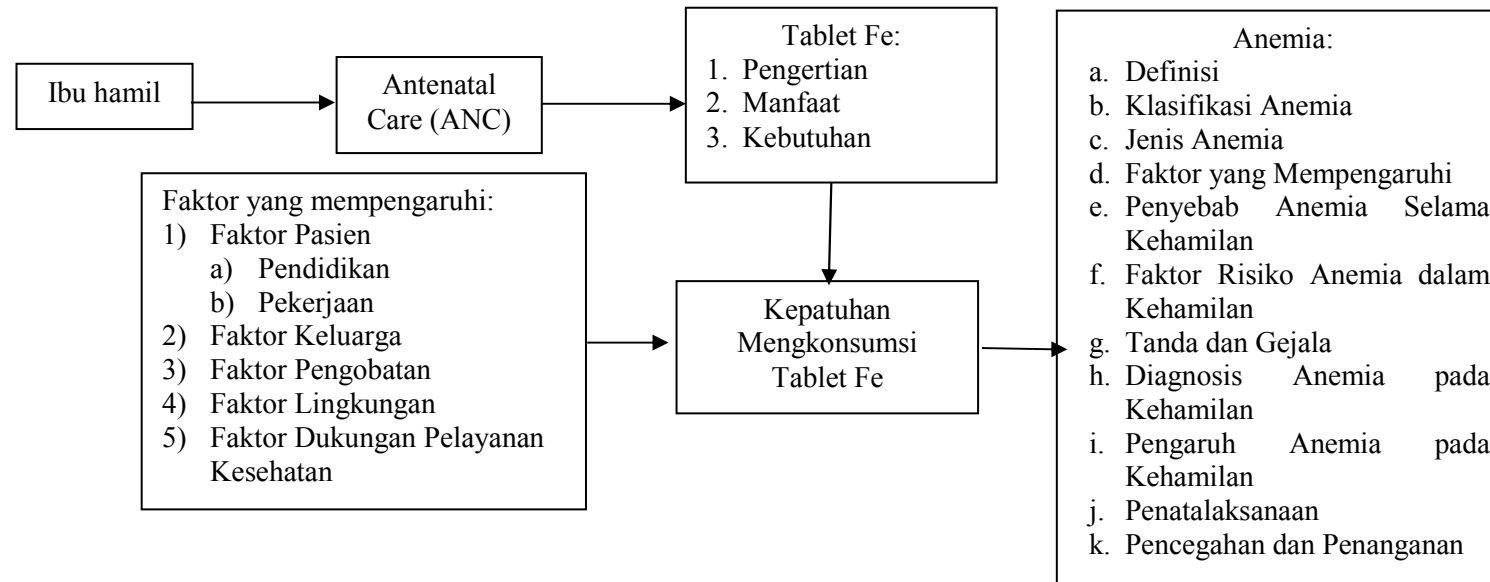 Ibu hamil
Antenatal
Care (ANC)
Tablet Fe:
1. Pengertian
2. Manfaat
3. Kebutuhan
Faktor yang mempengaruhi:
1) Faktor Pasien
a) Pendidikan
b) Pekerjaan
2) Faktor Keluarga
3) Faktor Pengobatan
4) Faktor Lingkungan
5) Faktor Dukungan Pelayanan
Kesehatan
Kepatuhan
Mengkonsumsi
Tablet Fe
Anemia:
a. Definisi
b. Klasifikasi Anemia
c. Jenis Anemia
d. Faktor yang Mempengaruhi
e. Penyebab Anemia Selama
Kehamilan
f. Faktor Risiko Anemia dalam
Kehamilan
g. Tanda dan Gejala
h. Diagnosis Anemia pada
Kehamilan
i. Pengaruh Anemia pada
Kehamilan
j. Penatalaksanaan
k. Pencegahan dan Penanganan